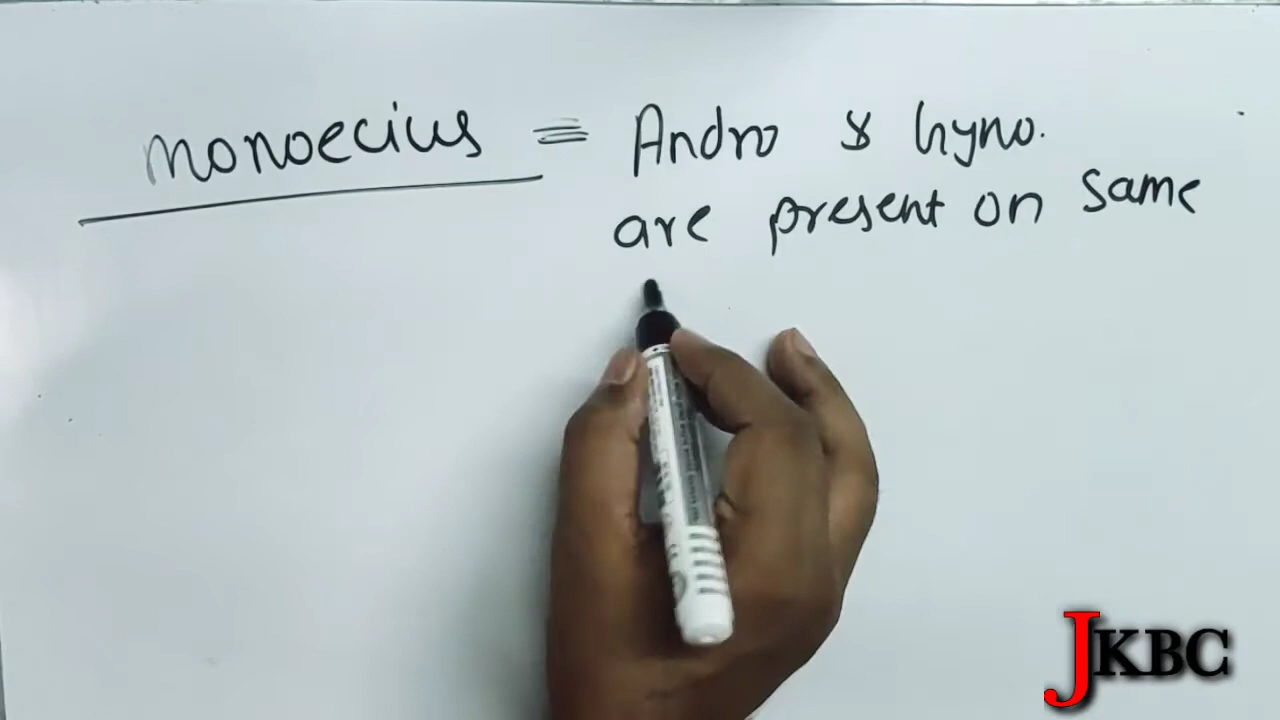 monoecius = Andro & Gyno.
are present on same
JKBC